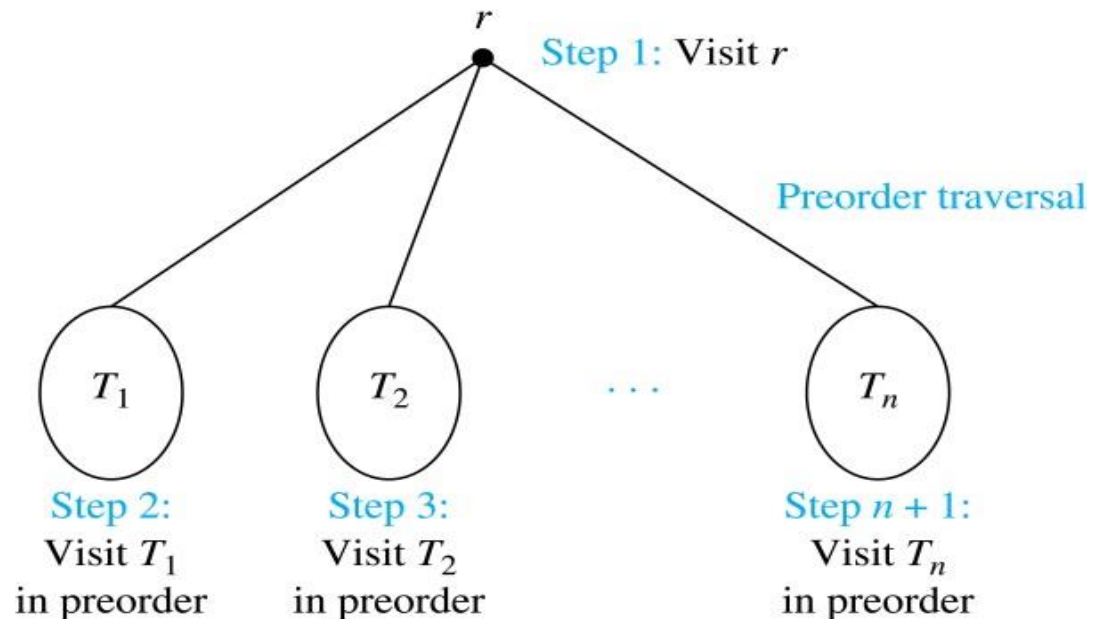 r
Step 1: Visit r
Preorder traversal
T₁
T₂
. . .
Tₙ
Step 2:
Visit T₁
in preorder
Step 3:
Visit T₂
in preorder
Step n + 1:
Visit Tₙ
in preorder